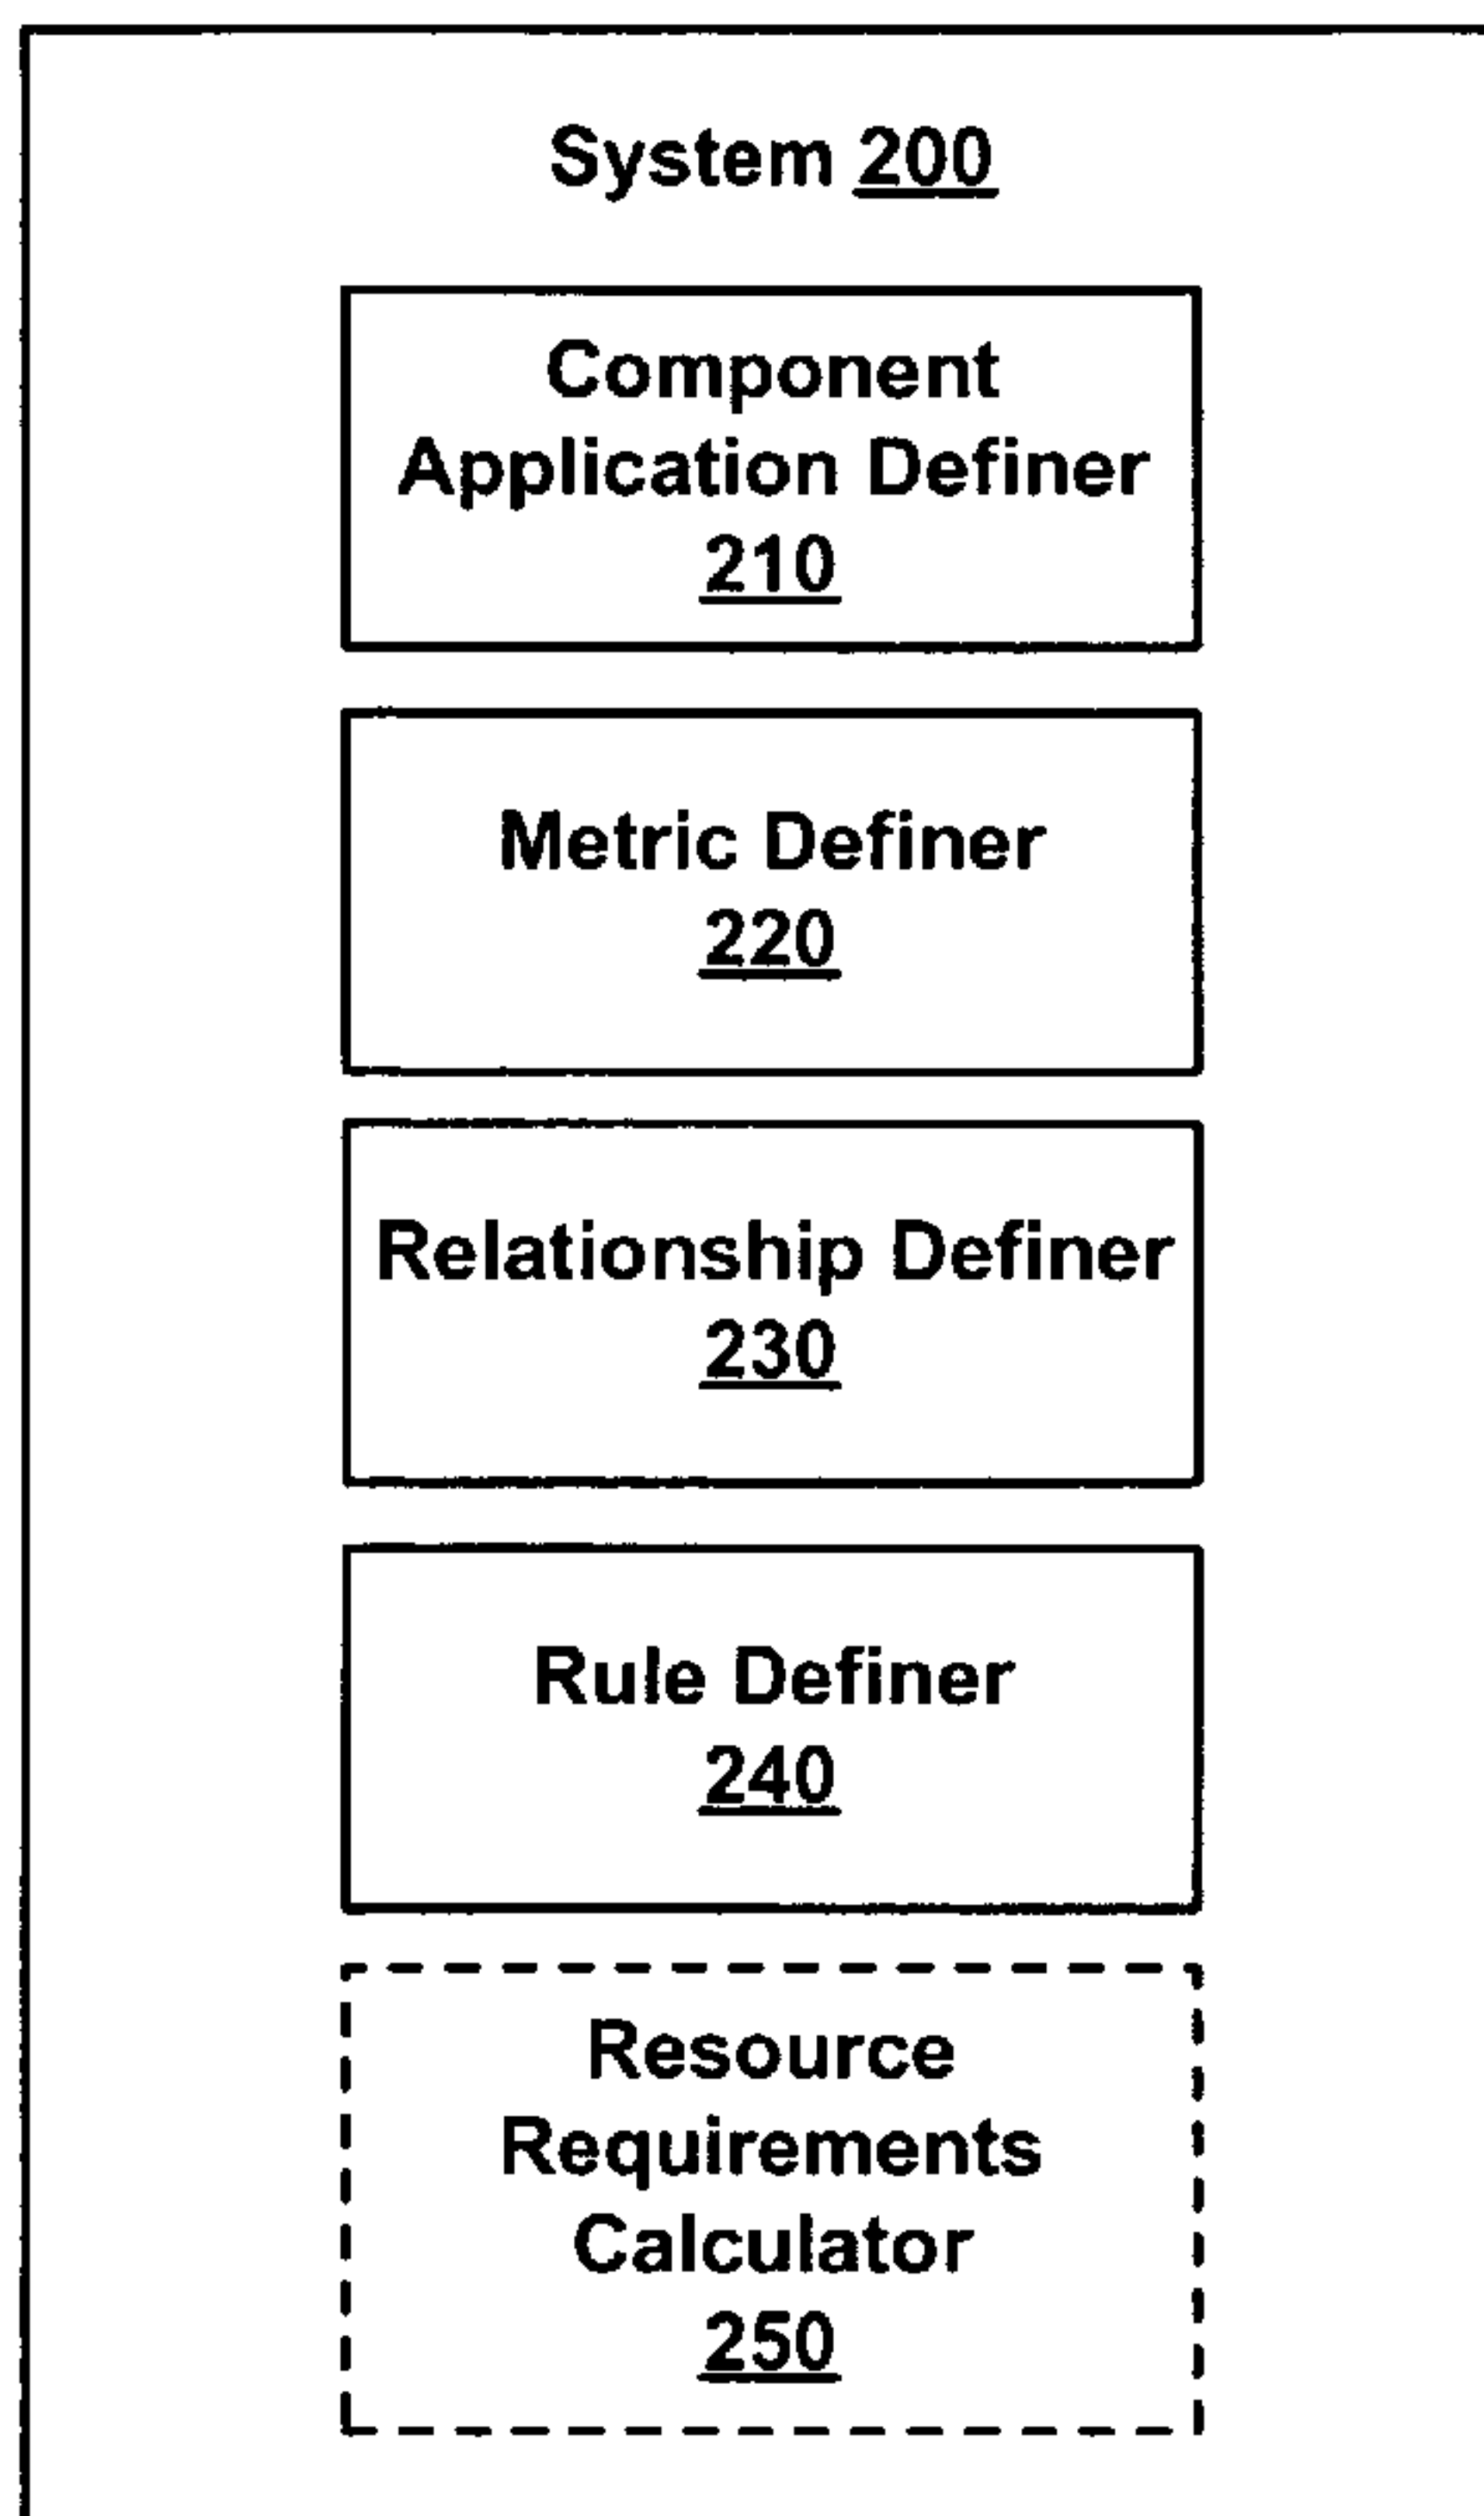 System 200
Component
Application Definer
210
Metric Definer
220
Relationship Definer
230
Rule Definer
240
Resource
Requirements
Calculator
250